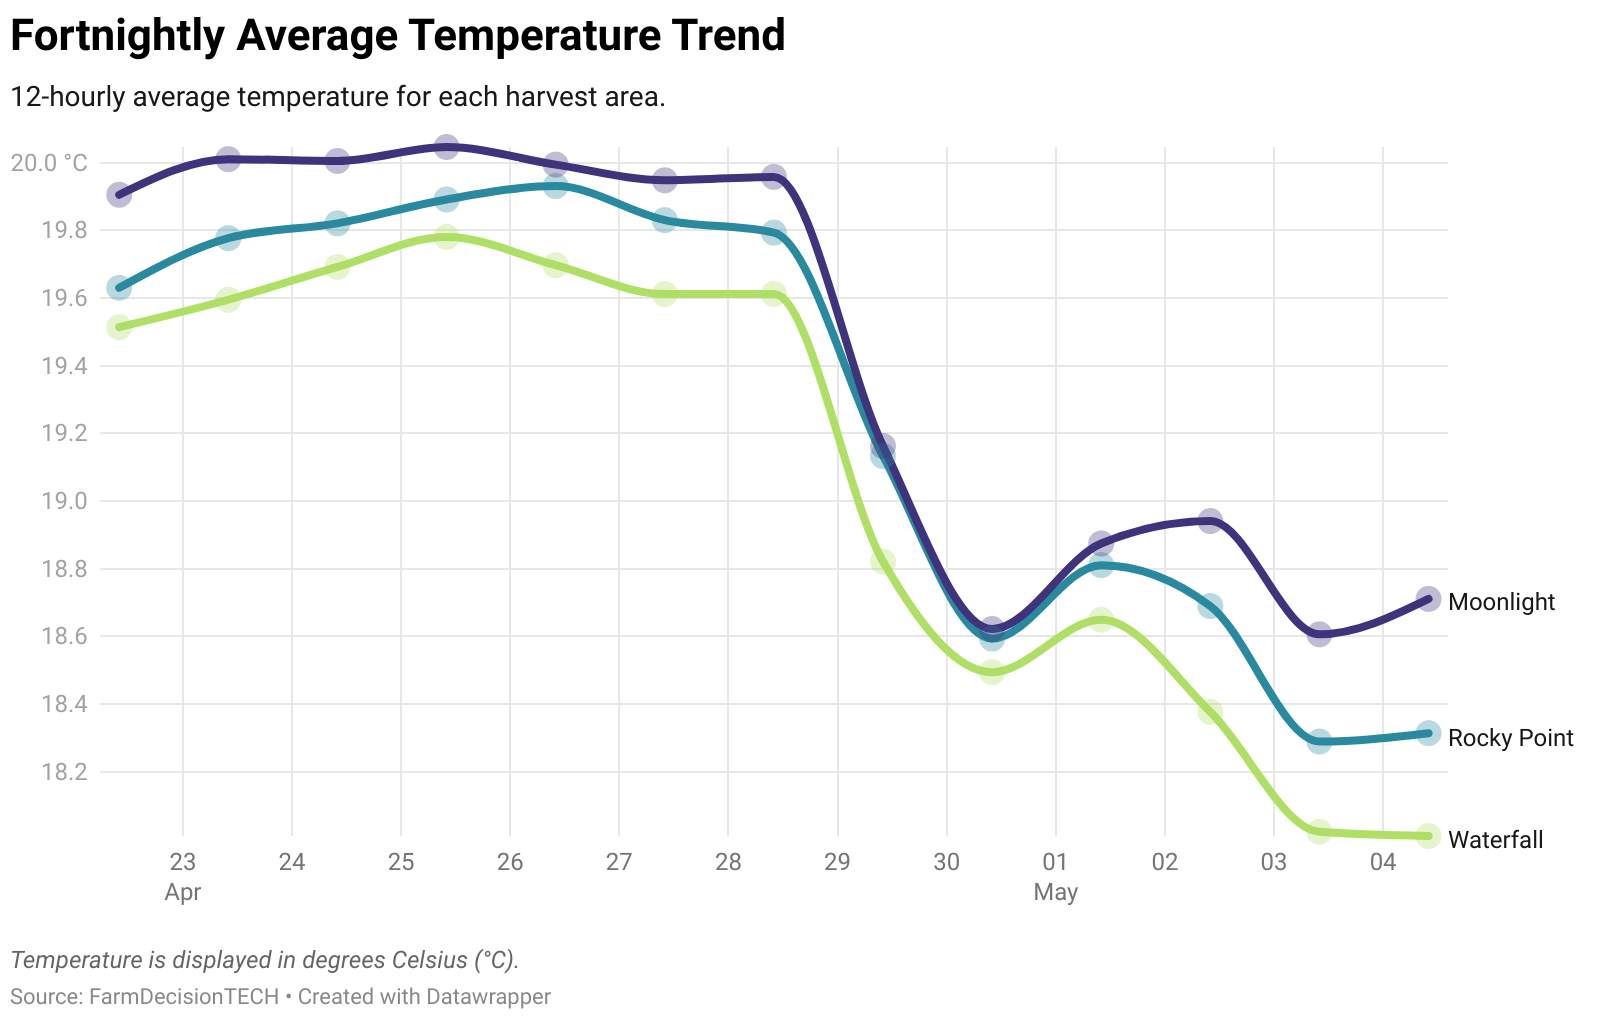 Fortnightly Average Temperature Trend
12-hourly average temperature for each harvest area.
20.0 °C
19.8
19.6
19.4
19.2
19.0
18.8
18.6
18.4
18.2
Moonlight
Rocky Point
Waterfall
23 24 25 26 27 28 29 30 01 02 03 04
Apr May
Temperature is displayed in degrees Celsius (°C).
Source: FarmDecisionTECH • Created with Datawrapper